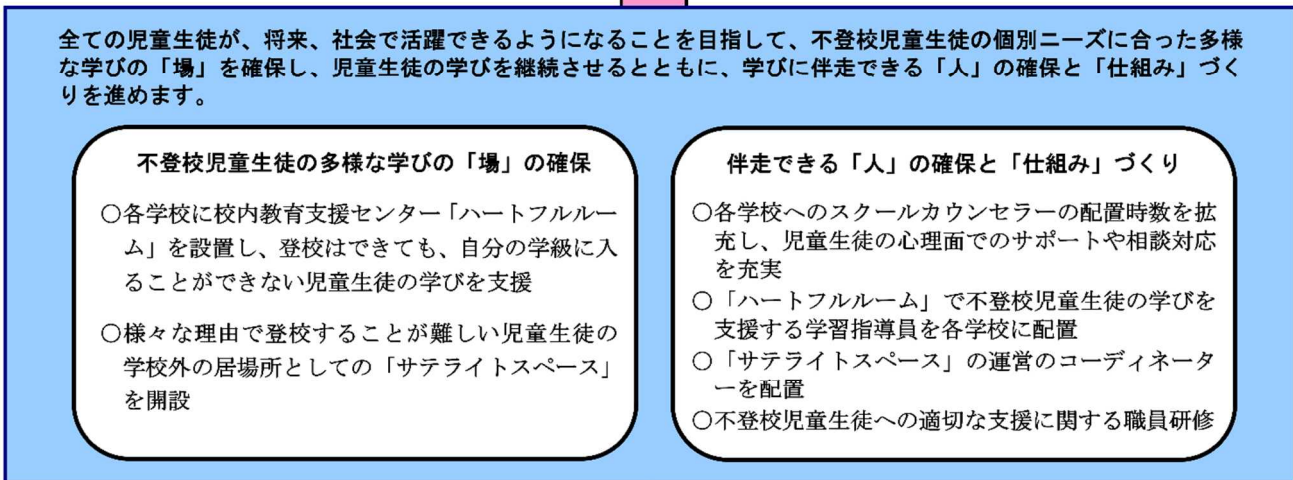 全ての児童生徒が、将来、社会で活躍できるようになることを目指して、不登校児童生徒の個別ニーズに合った多様
な学びの「場」を確保し、児童生徒の学びを継続させるとともに、学びに伴走できる「人」の確保と「仕組み」づく
りを進めます。
不登校児童生徒の多様な学びの「場」の確保
○各学校に校内教育支援センター「ハートフルルー
ム」を設置し、登校はできても、自分の学級に入
ることができない児童生徒の学びを支援
○様々な理由で登校することが難しい児童生徒の
学校外の居場所としての「サテライトスペース」
を開設
伴走できる「人」の確保と「仕組み」づくり
○各学校へのスクールカウンセラーの配置時数を拡
充し、児童生徒の心理面でのサポートや相談対応
を充実
○「ハートフルルーム」で不登校児童生徒の学びを
支援する学習指導員を各学校に配置
○「サテライトスペース」の運営のコーディネータ
ーを配置
○不登校児童生徒への適切な支援に関する職員研修